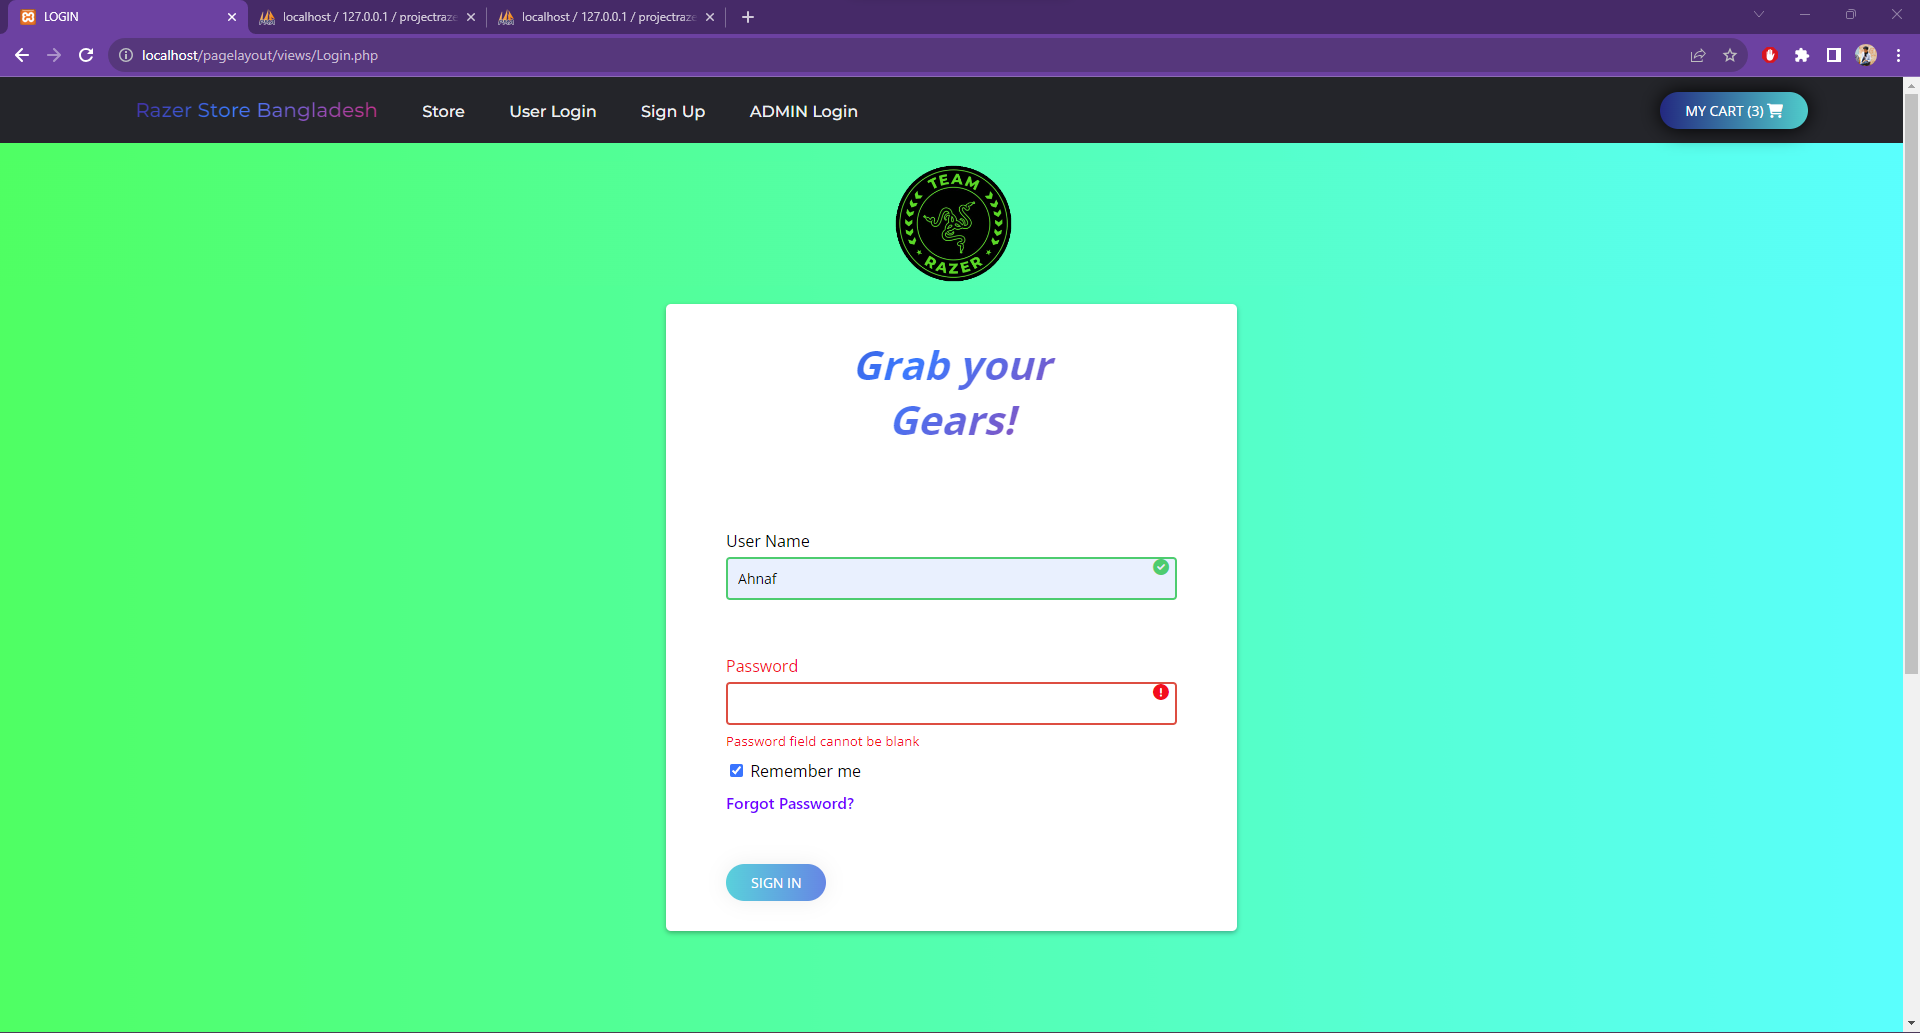 LOGIN
localhost / 127.0.0.1 / projectraze
localhost / 127.0.0.1 / projectraze
localhost/pagelayout/views/Login.php
Razer Store Bangladesh
Store
User Login
Sign Up
ADMIN Login
MY CART (3)
TEAM
RAZER
Grab your
Gears!
User Name
Ahnaf
Password
Password field cannot be blank
Remember me
Forgot Password?
SIGN IN